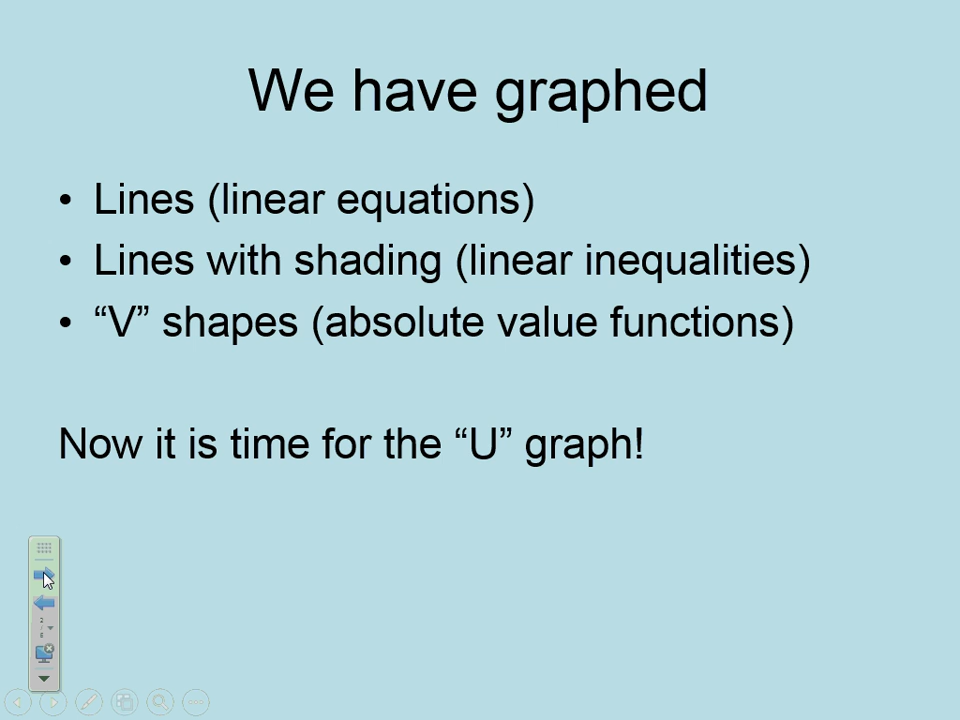 We have graphed
• Lines (linear equations)
• Lines with shading (linear inequalities)
• “V” shapes (absolute value functions)
Now it is time for the “U” graph!